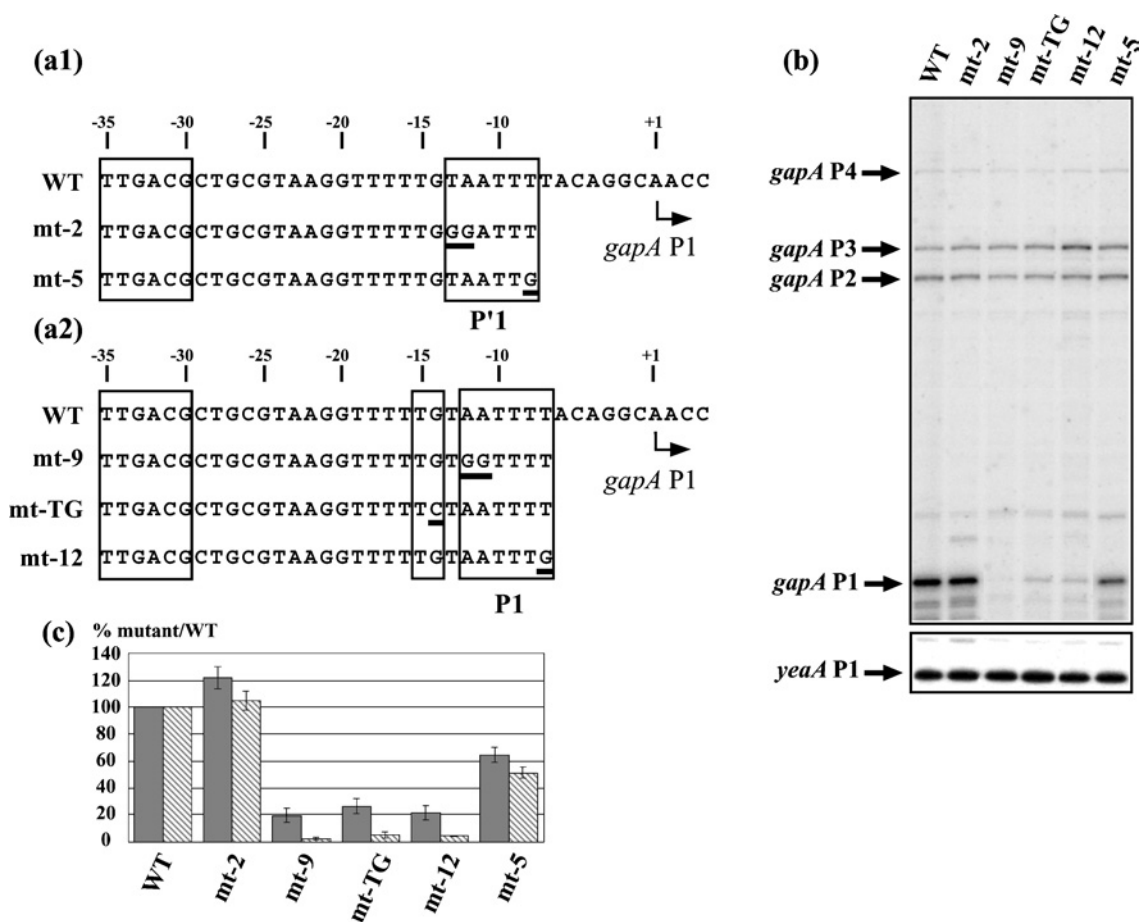 (a1)
-35 -30 -25 -20 -15 -10 +1
WT TTGACGCTGCGTAAGGTTTTTGTAATTTTACAGGCAACC
mt-2 TTGACGCTGCGTAAGGTTTTTGGGATTT
gapA P1
mt-5 TTGACGCTGCGTAAGGTTTTTGTAATTG
P'1
(a2)
-35 -30 -25 -20 -15 -10 +1
WT TTGACGCTGCGTAAGGTTTTTGTAATTTTACAGGCAACC
mt-9 TTGACGCTGCGTAAGGTTTTTGTGGTTTT
gapA P1
mt-TG TTGACGCTGCGTAAGGTTTTTCTAATTTT
mt-12 TTGACGCTGCGTAAGGTTTTTGTAATTTG
P1
(b)
WT mt-2 mt-9 mt-TG mt-12 mt-5
gapA P4
gapA P3
gapA P2
gapA P1
yeaA P1
(c)
% mutant/WT
140
120
100
80
60
40
20
0
WT mt-2 mt-9 mt-TG mt-12 mt-5